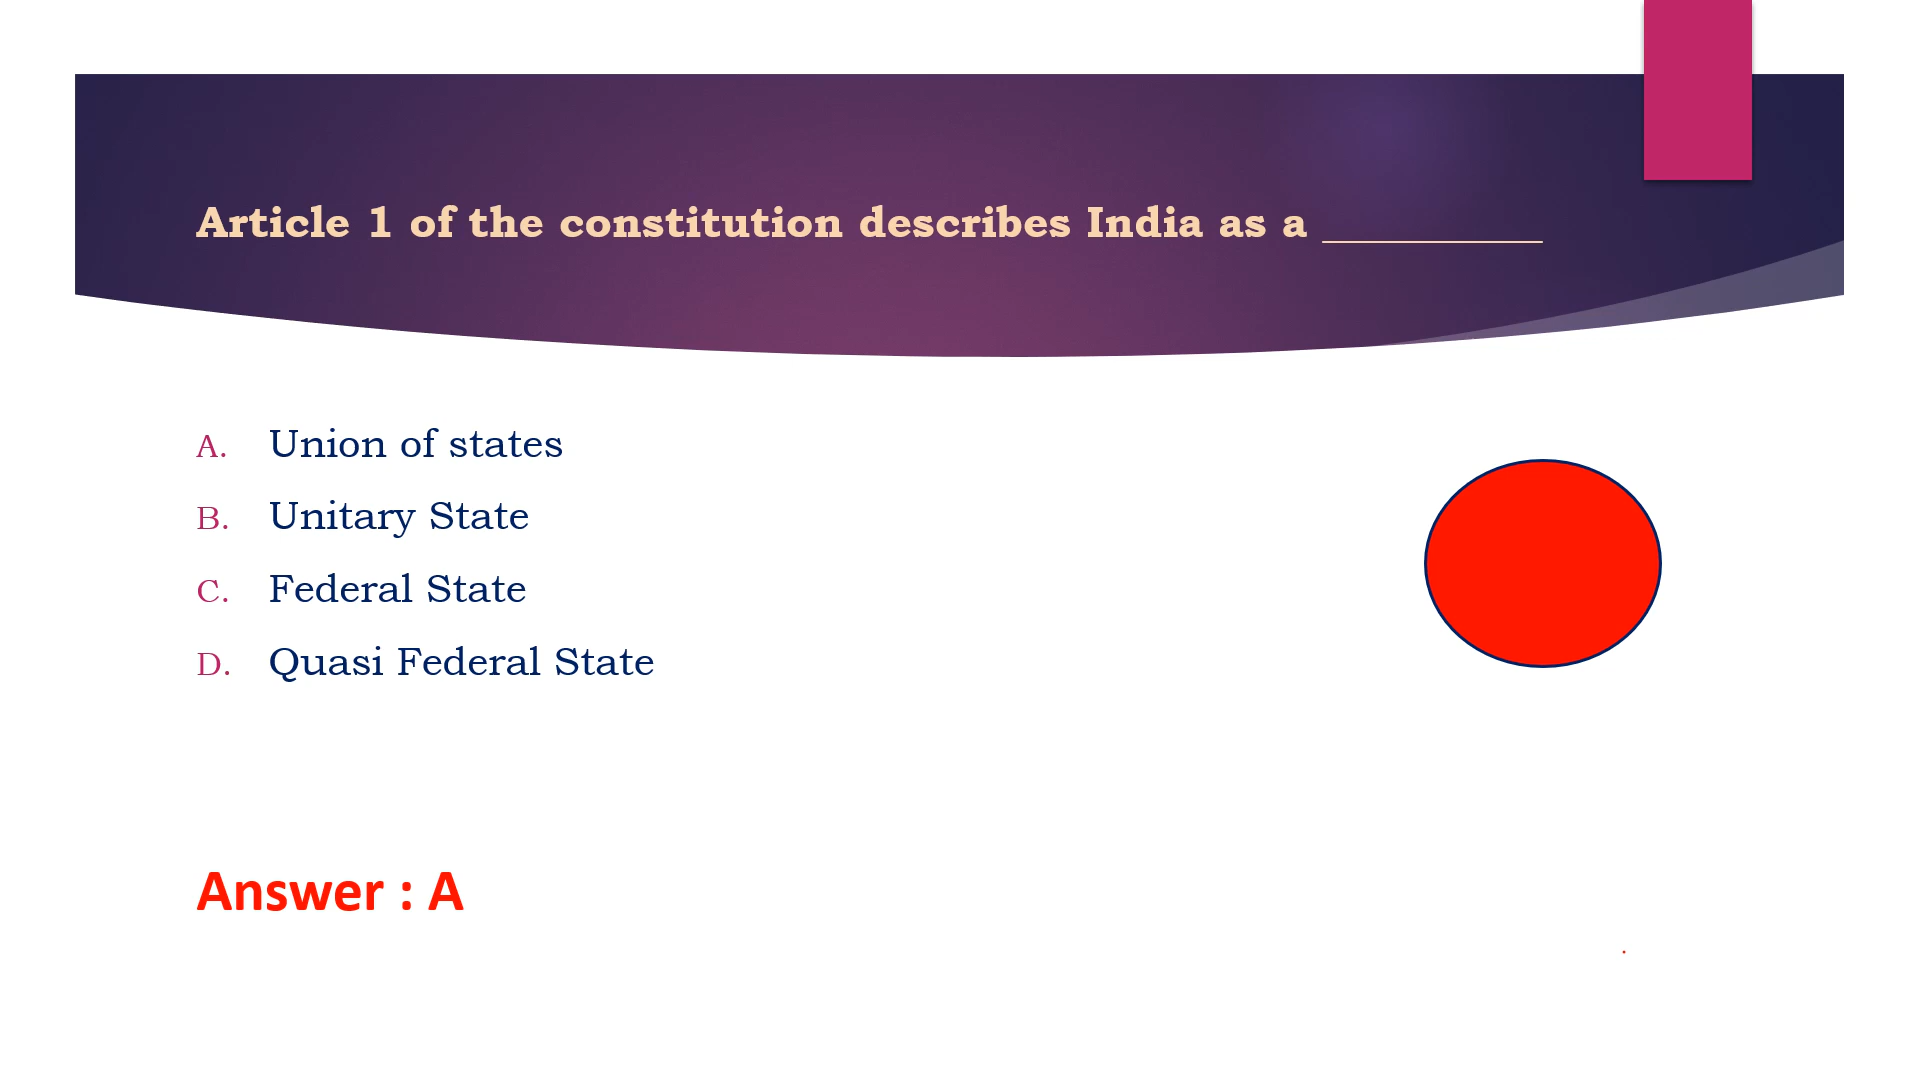 Article 1 of the constitution describes India as a __________
A. Union of states
B. Unitary State
C. Federal State
D. Quasi Federal State
Answer : A